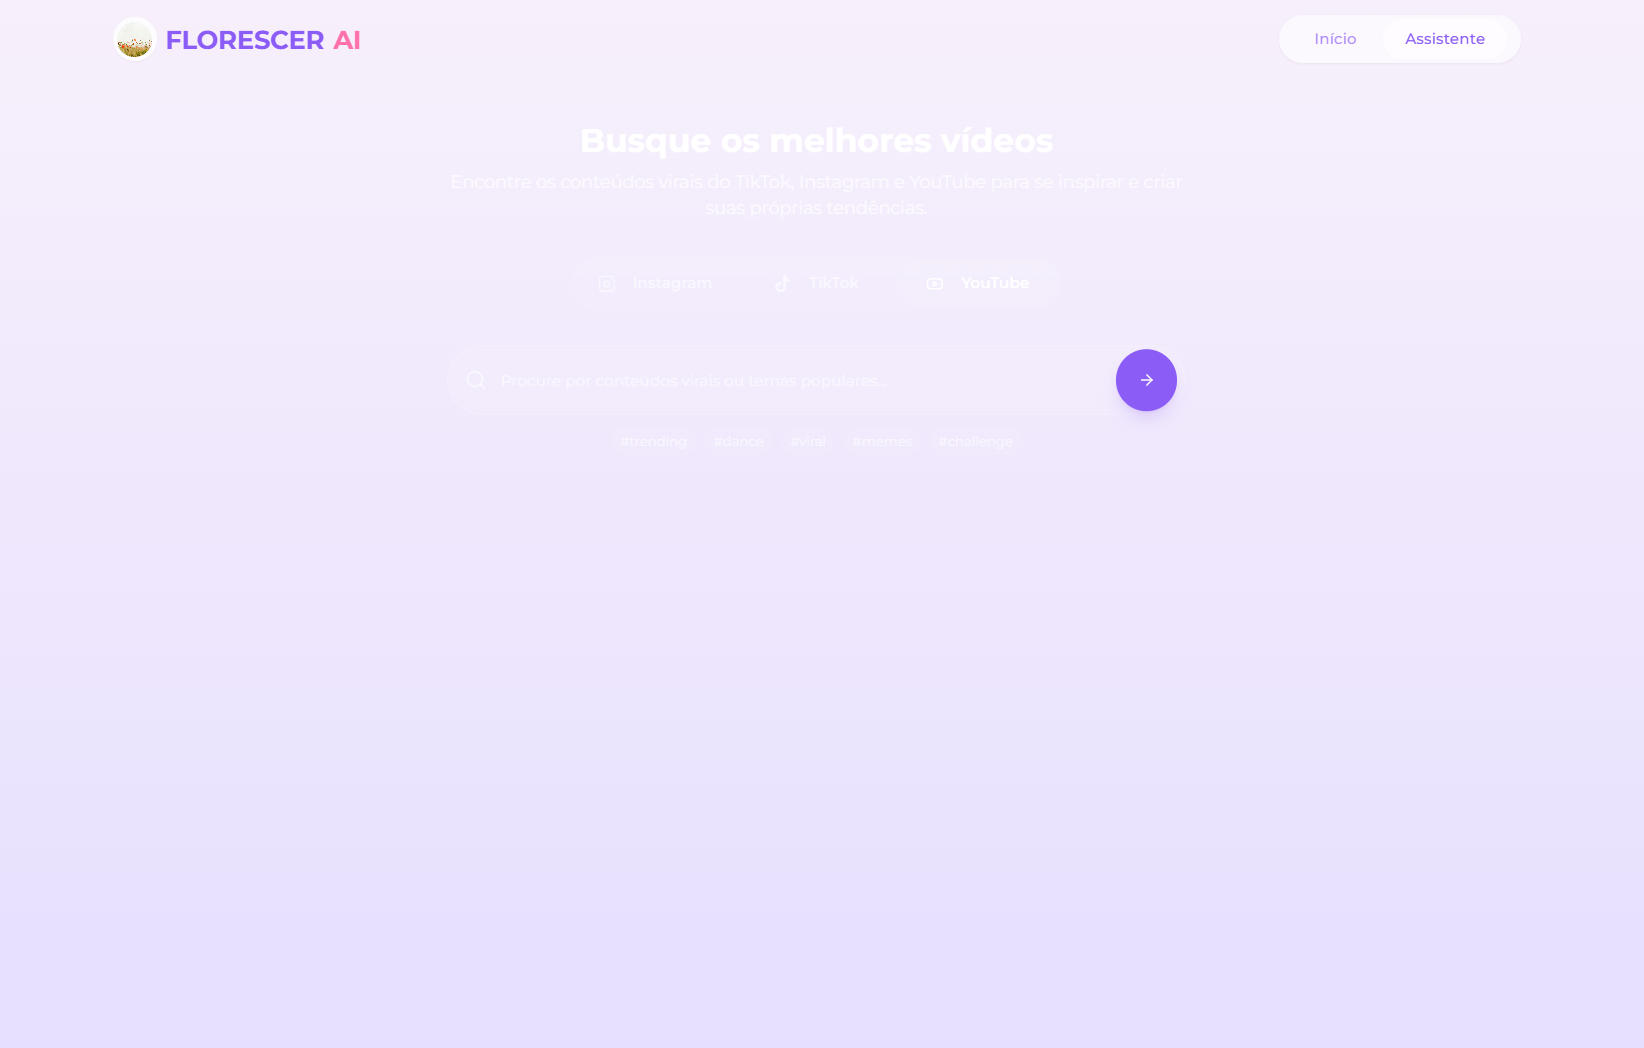 FLORESCER AI
Início
Assistente
Busque os melhores vídeos
Encontre os conteúdos virais do TikTok, Instagram e YouTube para se inspirar e criar
suas próprias tendências.
Instagram
TikTok
YouTube
Procure por conteúdos virais ou temas populares...
#trending
#dance
#viral
#memes
#challenge